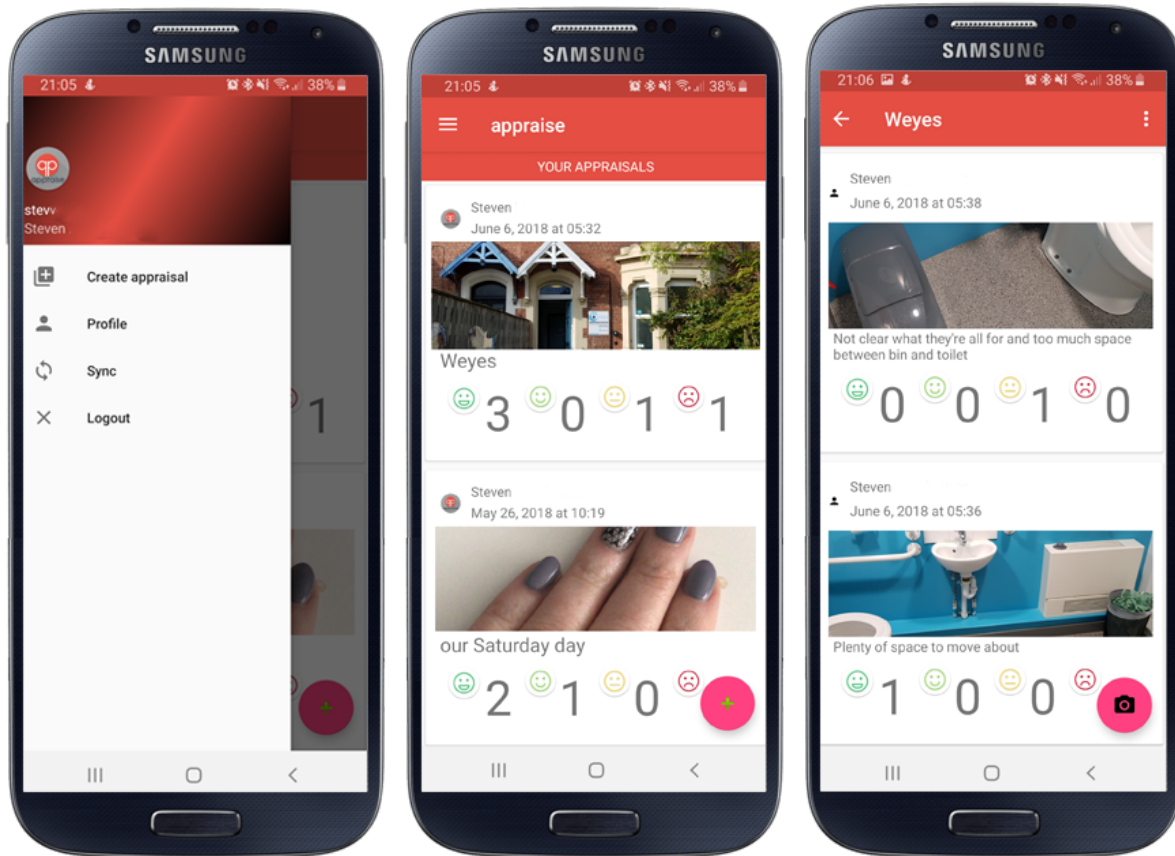 SAMSUNG
21:05 38%
appraise
Steven
Create appraisal
Profile
Sync
Logout
1
SAMSUNG
21:05 38%
appraise
YOUR APPRAISALS
Steven
June 6, 2018 at 05:32
Weyes
3 0 1 1
Steven
May 26, 2018 at 10:19
our Saturday day
2 1 0
SAMSUNG
21:06 38%
Weyes
Steven
June 6, 2018 at 05:38
Not clear what they're all for and too much space
between bin and toilet
0 0 1 0
Steven
June 6, 2018 at 05:36
Plenty of space to move about
1 0 0